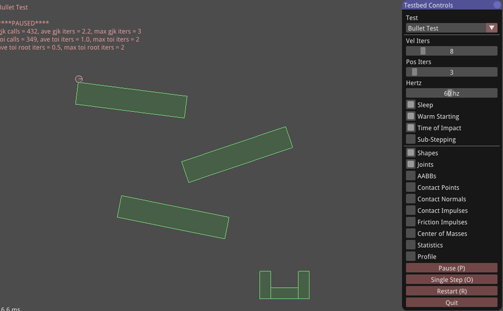 Bullet Test
****PAUSED****
gjk calls = 432, ave gjk iters = 2.2, max gjk iters = 3
toi calls = 349, ave toi iters = 1.0, max toi iters = 2
ave toi root iters = 0.5, max toi root iters = 2
6.6 ms
Testbed Controls
Test
Bullet Test
Vel Iters
8
Pos Iters
3
Hertz
60 hz
Sleep
Warm Starting
Time of Impact
Sub-Stepping
Shapes
Joints
AABBs
Contact Points
Contact Normals
Contact Impulses
Friction Impulses
Center of Masses
Statistics
Profile
Pause (P)
Single Step (O)
Restart (R)
Quit